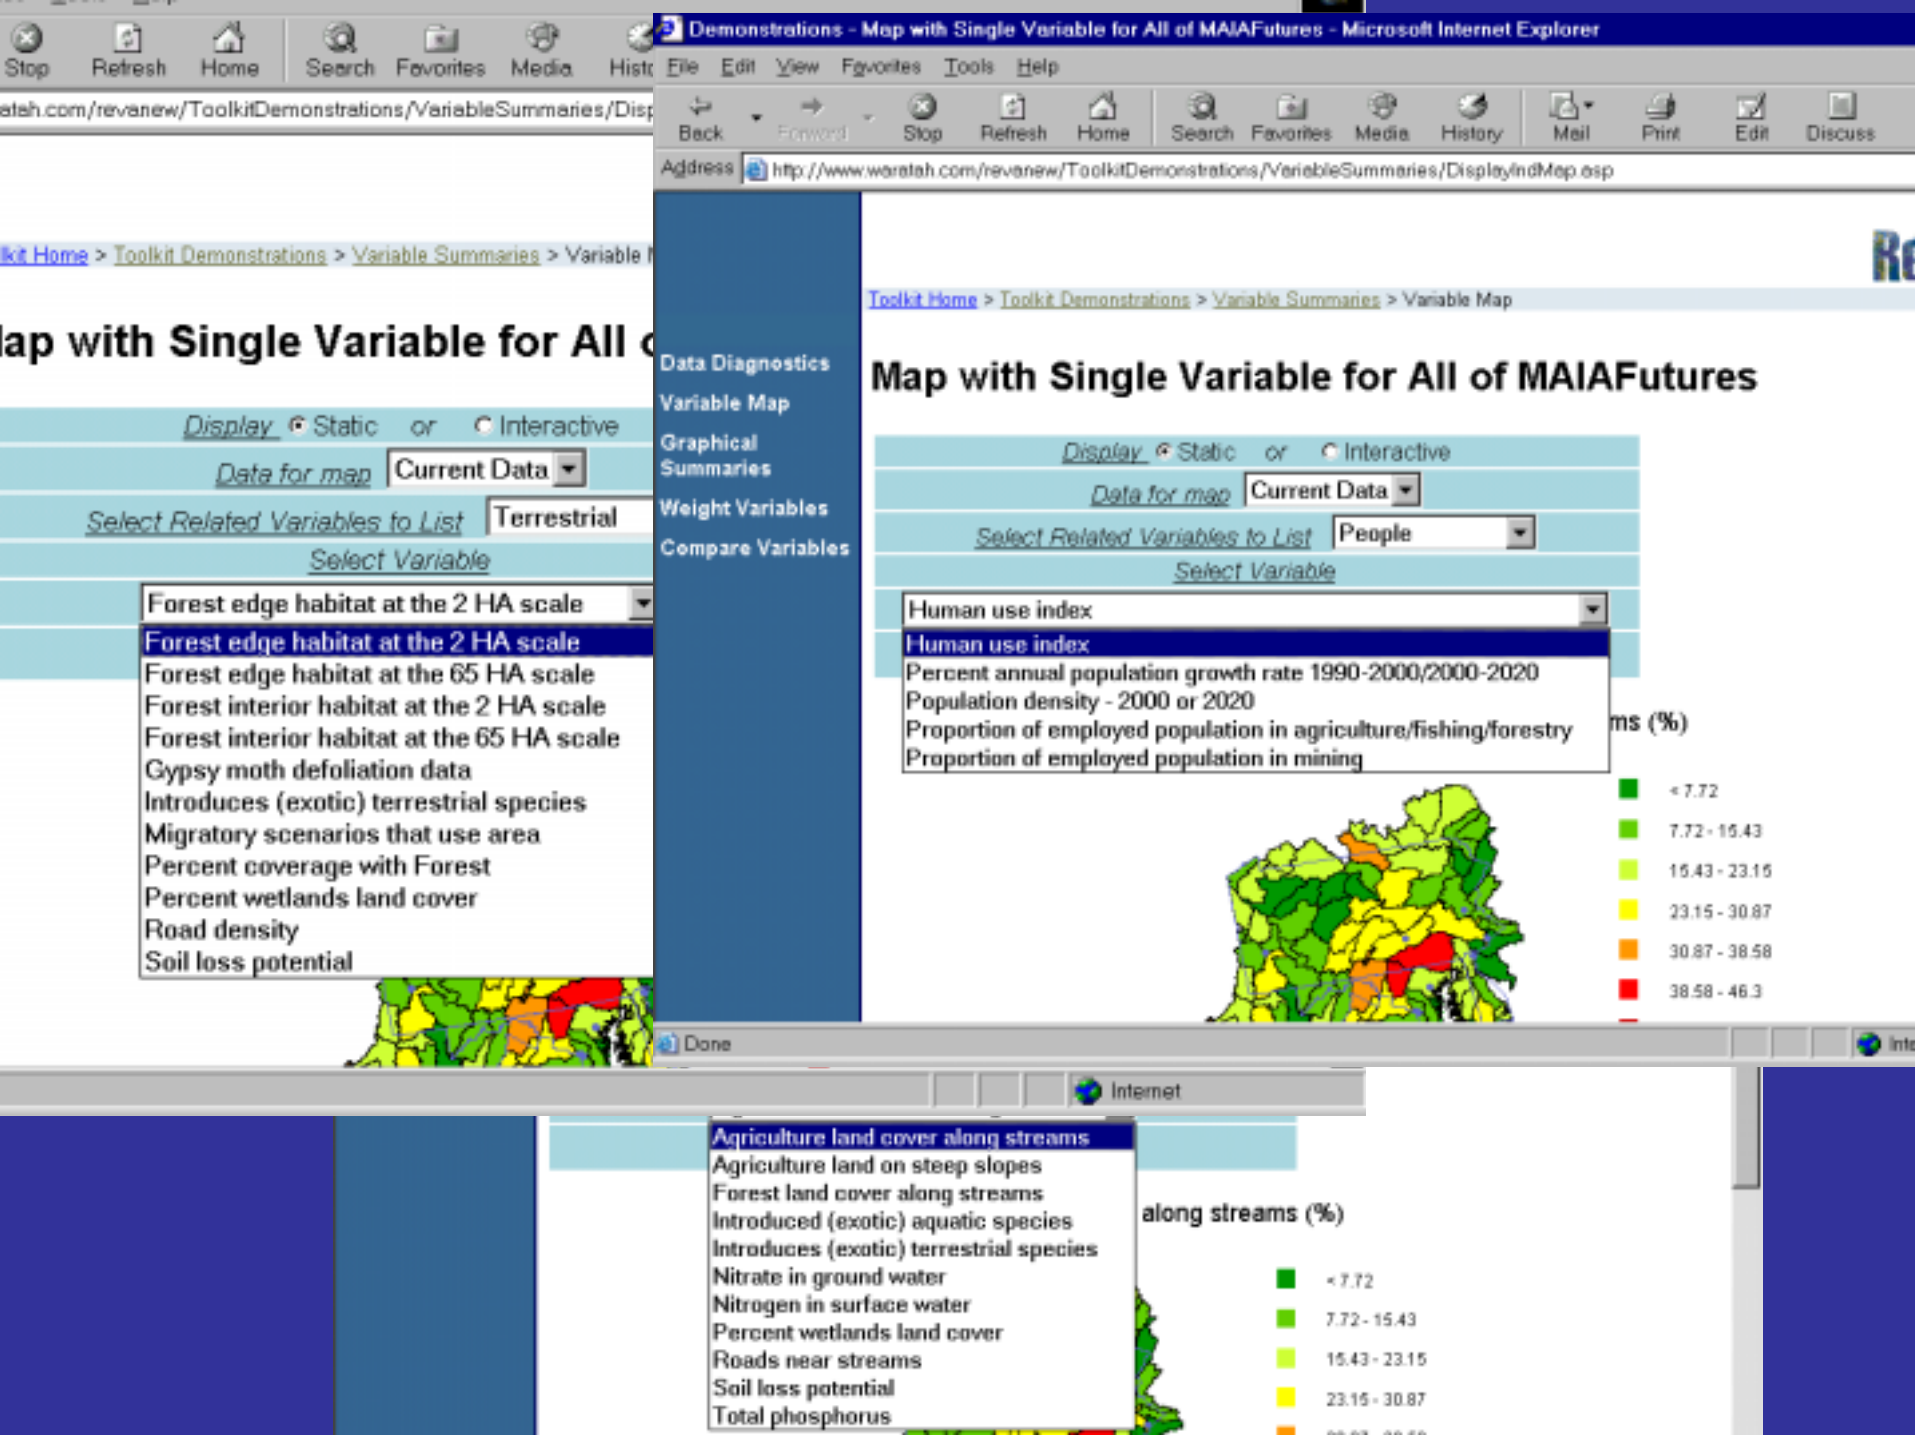 Stop Refresh Home Search Favorites Media
atah.com/revanew/ToolkitDemonstrations/VariableSummaries/Disp
lkit Home > Toolkit Demonstrations > Variable Summaries > Variable
ap with Single Variable for All
Display Static or Interactive
Data for map Current Data
Select Related Variables to List Terrestrial
Select Variable
Forest edge habitat at the 2 HA scale
Forest edge habitat at the 2 HA scale
Forest edge habitat at the 65 HA scale
Forest interior habitat at the 2 HA scale
Forest interior habitat at the 65 HA scale
Gypsy moth defoliation data
Introduces (exotic) terrestrial species
Migratory scenarios that use area
Percent coverage with Forest
Percent wetlands land cover
Road density
Soil loss potential
Internet
Demonstrations - Map with Single Variable for All of MAIAFutures - Microsoft Internet Explorer
File Edit View Favorites Tools Help
Back Forward Stop Refresh Home Search Favorites Media History Mail Print Edit Discuss
Address http://www.waratah.com/revanew/ToolkitDemonstrations/VariableSummaries/DisplayIndMap.asp
Re
Toolkit Home > Toolkit Demonstrations > Variable Summaries > Variable Map
Data Diagnostics
Variable Map
Graphical
Summaries
Weight Variables
Compare Variables
Map with Single Variable for All of MAIAFutures
Display Static or Interactive
Data for map Current Data
Select Related Variables to List People
Select Variable
Human use index
Human use index
Percent annual population growth rate 1990-2000/2000-2020
Population density - 2000 or 2020
Proportion of employed population in agriculture/fishing/forestry
Proportion of employed population in mining
ms (%)
< 7.72
7.72 - 15.43
15.43 - 23.15
23.15 - 30.87
30.87 - 38.58
38.58 - 46.3
Done
Agriculture land cover along streams
Agriculture land on steep slopes
Forest land cover along streams
Introduced (exotic) aquatic species
Introduces (exotic) terrestrial species
Nitrate in ground water
Nitrogen in surface water
Percent wetlands land cover
Roads near streams
Soil loss potential
Total phosphorus
along streams (%)
< 7.72
7.72 - 15.43
15.43 - 23.15
23.15 - 30.87